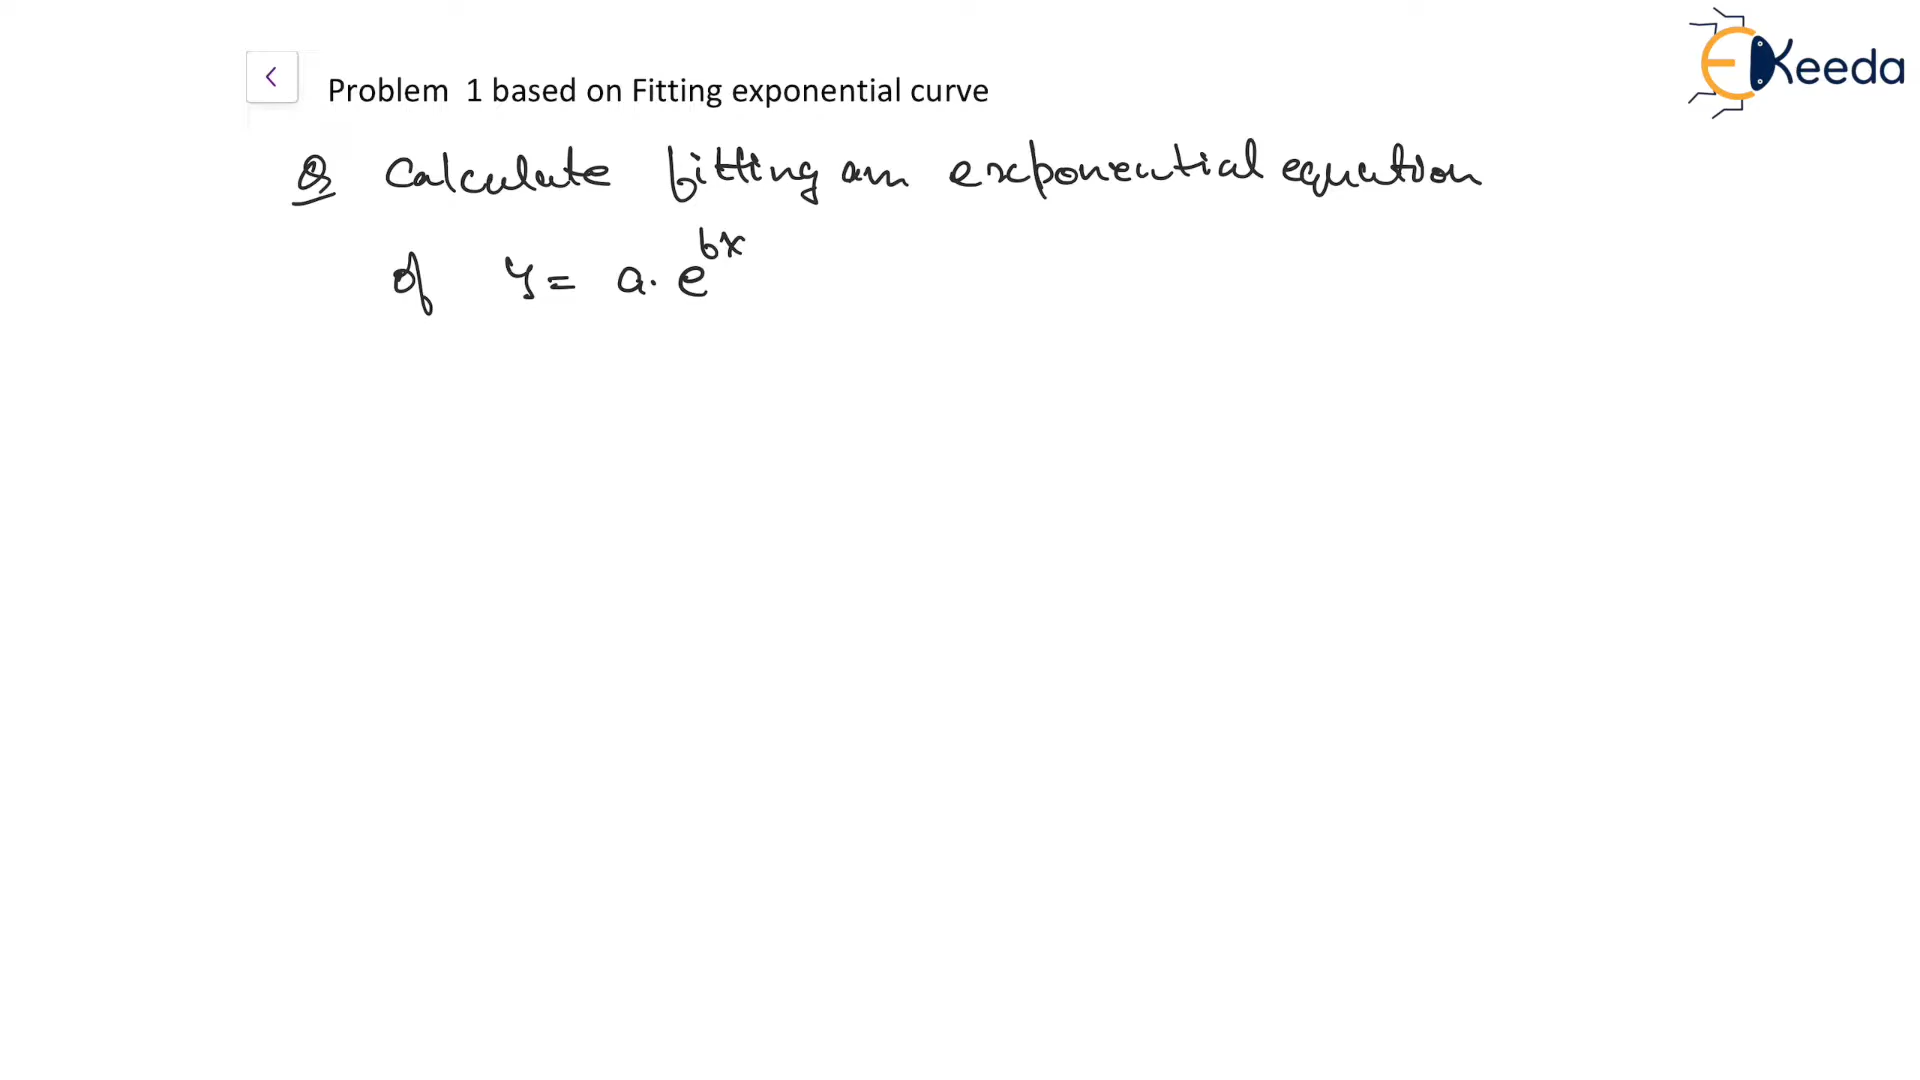 EKeeda
Problem 1 based on Fitting exponential curve
Q Calculate fitting an exponential equation
of y = a. e^{bx}